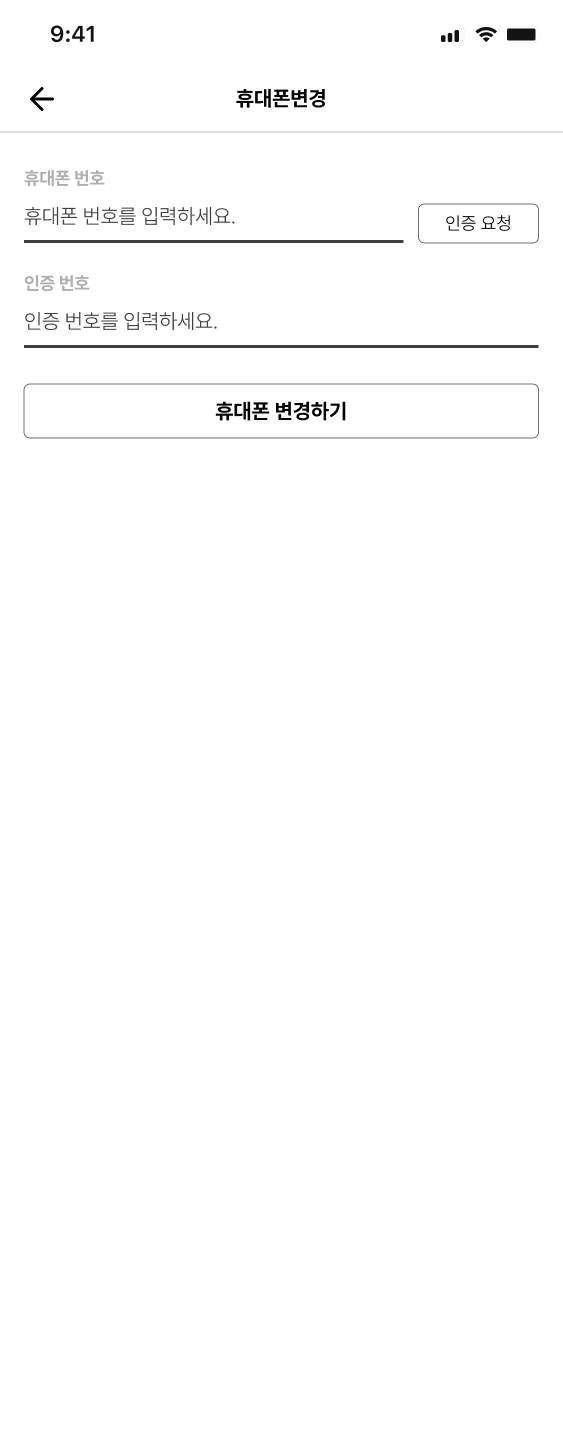 9:41
휴대폰변경
휴대폰 번호
휴대폰 번호를 입력하세요.
인증 요청
인증 번호
인증 번호를 입력하세요.
휴대폰 변경하기